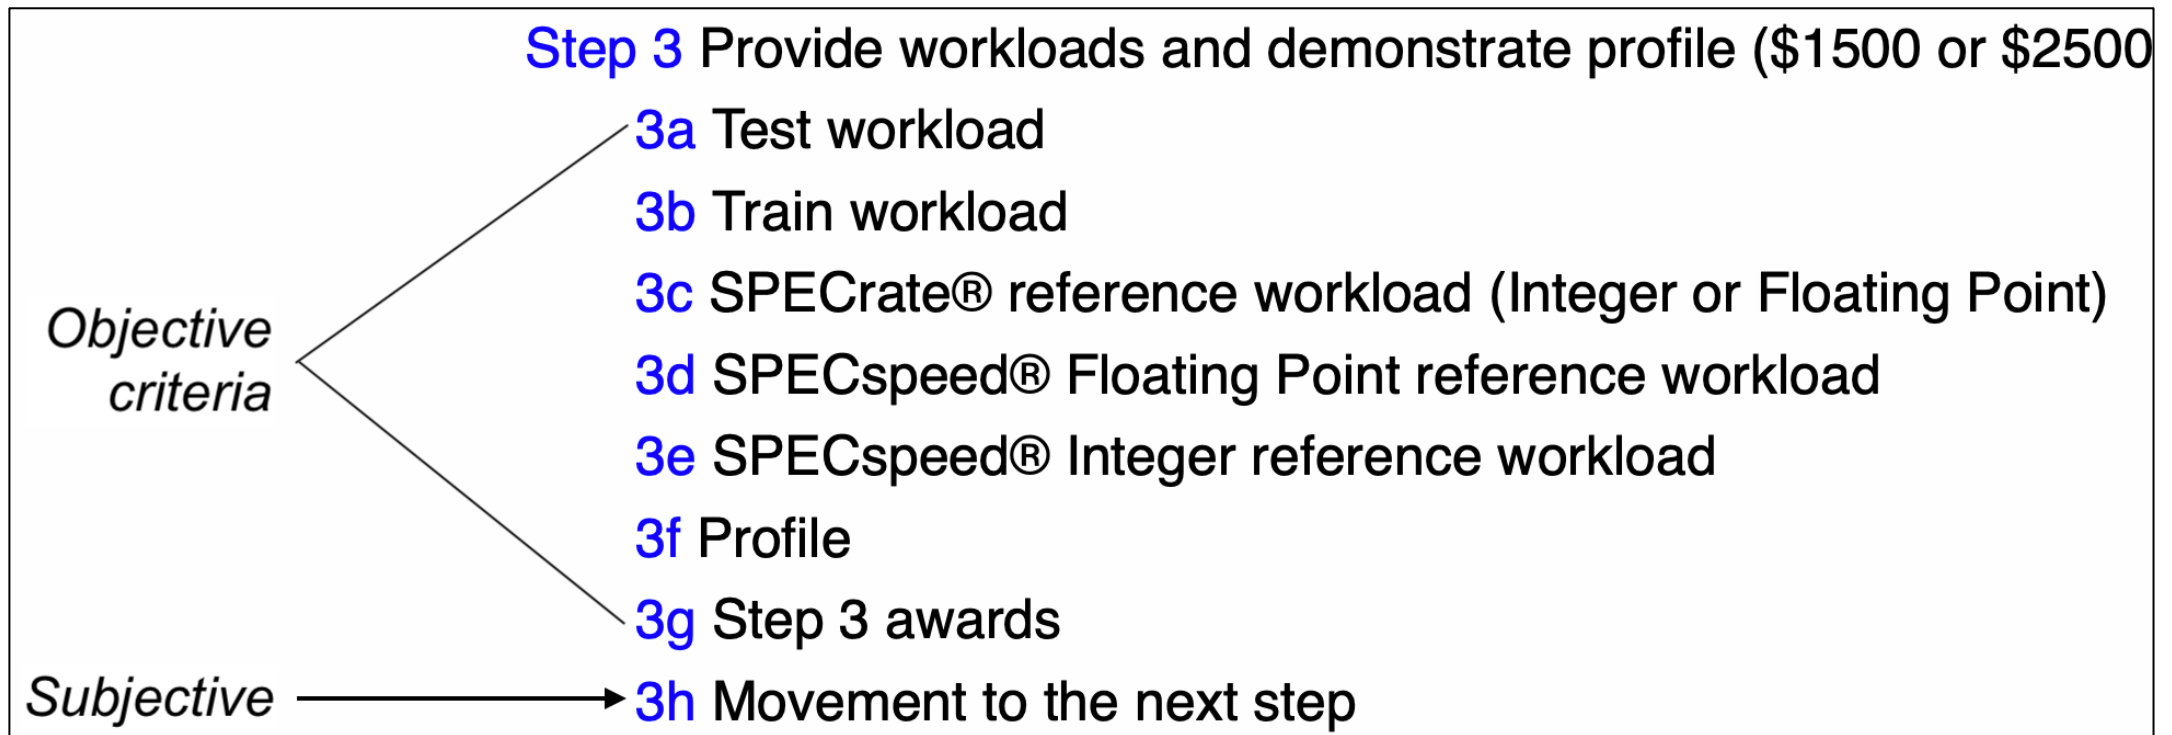 Step 3 Provide workloads and demonstrate profile ($1500 or $2500
3a Test workload
3b Train workload
3c SPECrate® reference workload (Integer or Floating Point)
3d SPECspeed® Floating Point reference workload
3e SPECspeed® Integer reference workload
3f Profile
3g Step 3 awards
3h Movement to the next step
Objective
criteria
Subjective